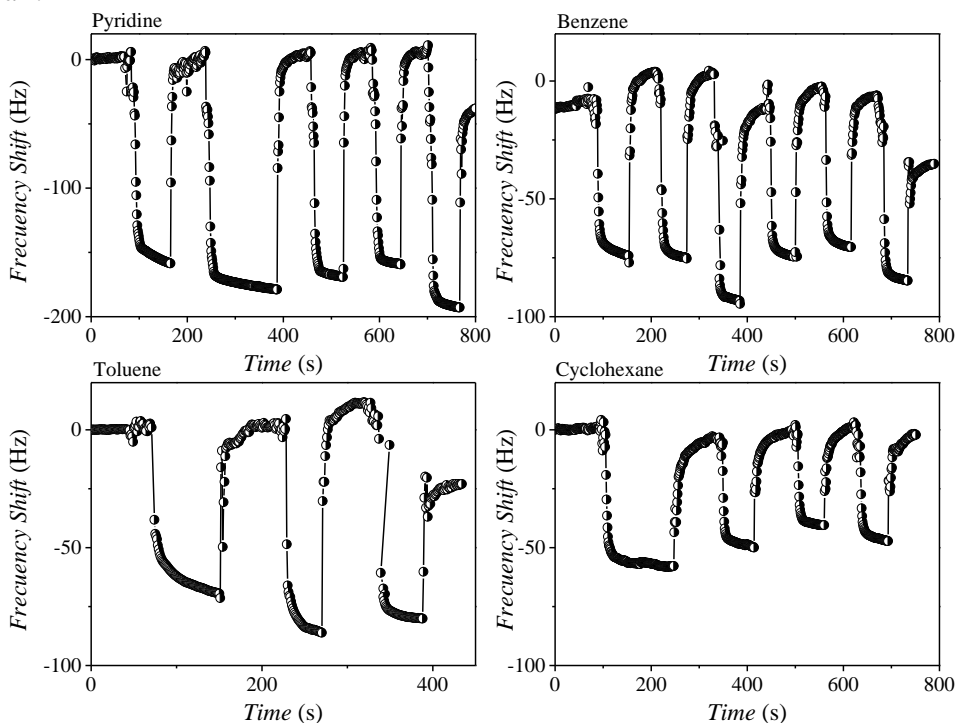 Pyridine
0
-100
-200
Frecuency Shift (Hz)
0 200 400 600 800
Time (s)
Benzene
0
-50
-100
Frecuency Shift (Hz)
0 200 400 600 800
Time (s)
Toluene
0
-50
-100
Frecuency Shift (Hz)
0 200 400
Time (s)
Cyclohexane
0
-50
-100
Frecuency Shift (Hz)
0 200 400 600 800
Time (s)